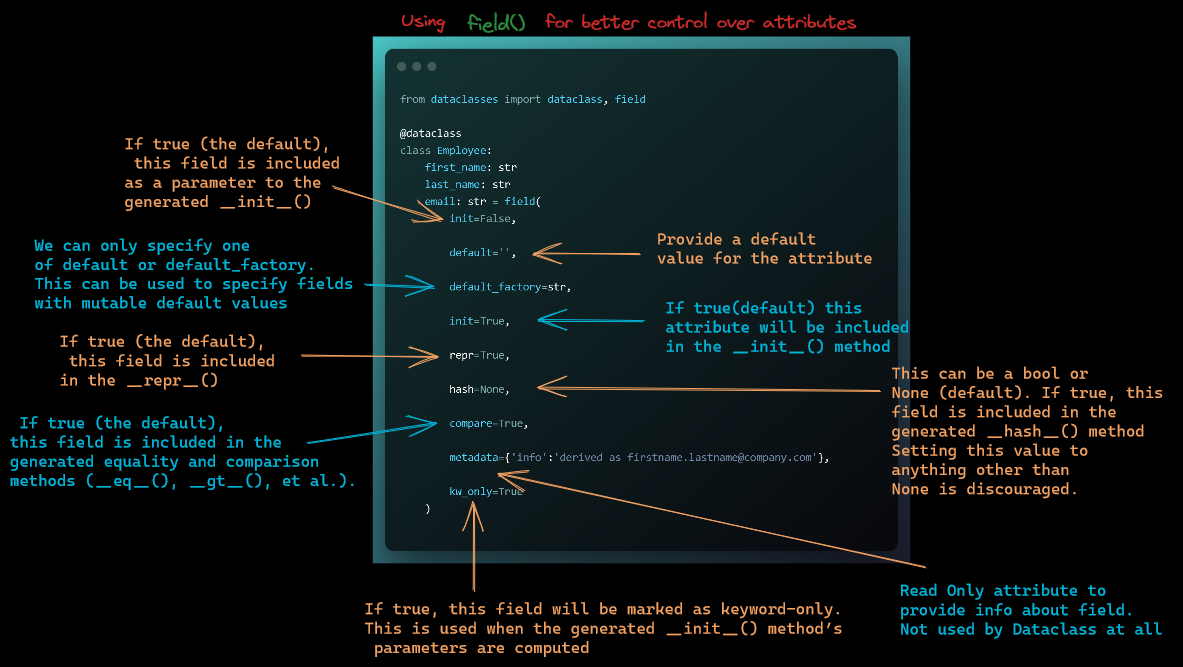 Using field() for better control over attributes
from dataclasses import dataclass, field
@dataclass
class Employee:
first_name: str
last_name: str
email: str = field(
init=False,
default='',
default_factory=str,
init=True,
repr=True,
hash=None,
compare=True,
metadata={'info':'derived as firstname.lastname@company.com'},
kw_only=True
)
If true (the default),
this field is included
as a parameter to the
generated __init__()
We can only specify one
of default or default_factory.
This can be used to specify fields
with mutable default values
If true (the default),
this field is included
in the __repr__()
If true (the default),
this field is included in the
generated equality and comparison
methods (__eq__(), __gt__(), et al.).
Provide a default
value for the attribute
If true(default) this
attribute will be included
in the __init__() method
This can be a bool or
None (default). If true, this
field is included in the
generated __hash__() method
Setting this value to
anything other than
None is discouraged.
If true, this field will be marked as keyword-only.
This is used when the generated __init__() method's
parameters are computed
Read Only attribute to
provide info about field.
Not used by Dataclass at all